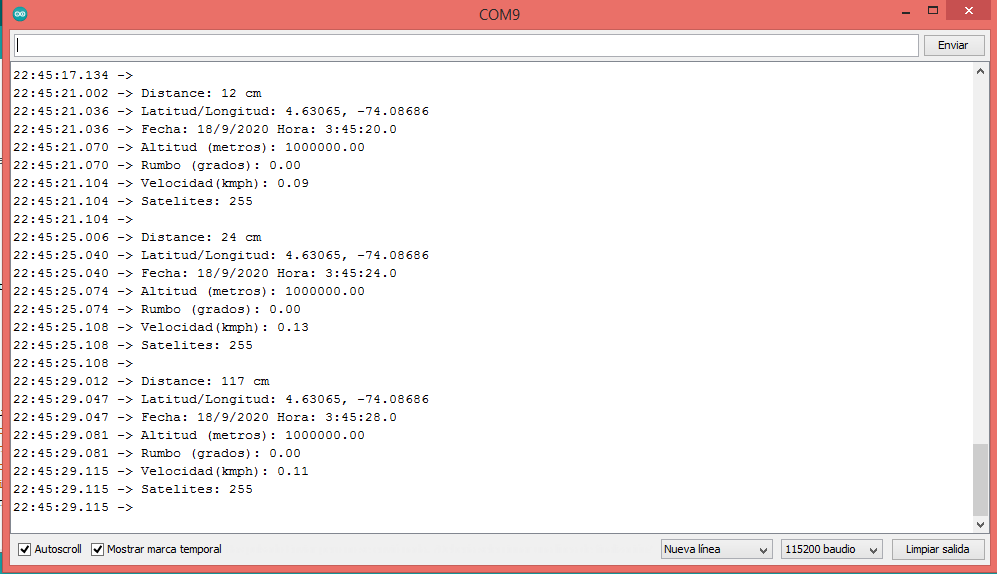 COM9
Enviar
22:45:17.134 ->
22:45:21.002 -> Distance: 12 cm
22:45:21.036 -> Latitud/Longitud: 4.63065, -74.08686
22:45:21.036 -> Fecha: 18/9/2020 Hora: 3:45:20.0
22:45:21.070 -> Altitud (metros): 1000000.00
22:45:21.070 -> Rumbo (grados): 0.00
22:45:21.104 -> Velocidad(kmph): 0.09
22:45:21.104 -> Satelites: 255
22:45:21.104 ->
22:45:25.006 -> Distance: 24 cm
22:45:25.040 -> Latitud/Longitud: 4.63065, -74.08686
22:45:25.040 -> Fecha: 18/9/2020 Hora: 3:45:24.0
22:45:25.074 -> Altitud (metros): 1000000.00
22:45:25.074 -> Rumbo (grados): 0.00
22:45:25.108 -> Velocidad(kmph): 0.13
22:45:25.108 -> Satelites: 255
22:45:25.108 ->
22:45:29.012 -> Distance: 117 cm
22:45:29.047 -> Latitud/Longitud: 4.63065, -74.08686
22:45:29.047 -> Fecha: 18/9/2020 Hora: 3:45:28.0
22:45:29.081 -> Altitud (metros): 1000000.00
22:45:29.081 -> Rumbo (grados): 0.00
22:45:29.115 -> Velocidad(kmph): 0.11
22:45:29.115 -> Satelites: 255
22:45:29.115 ->
Autoscroll Mostrar marca temporal Nueva línea 115200 baudio Limpiar salida